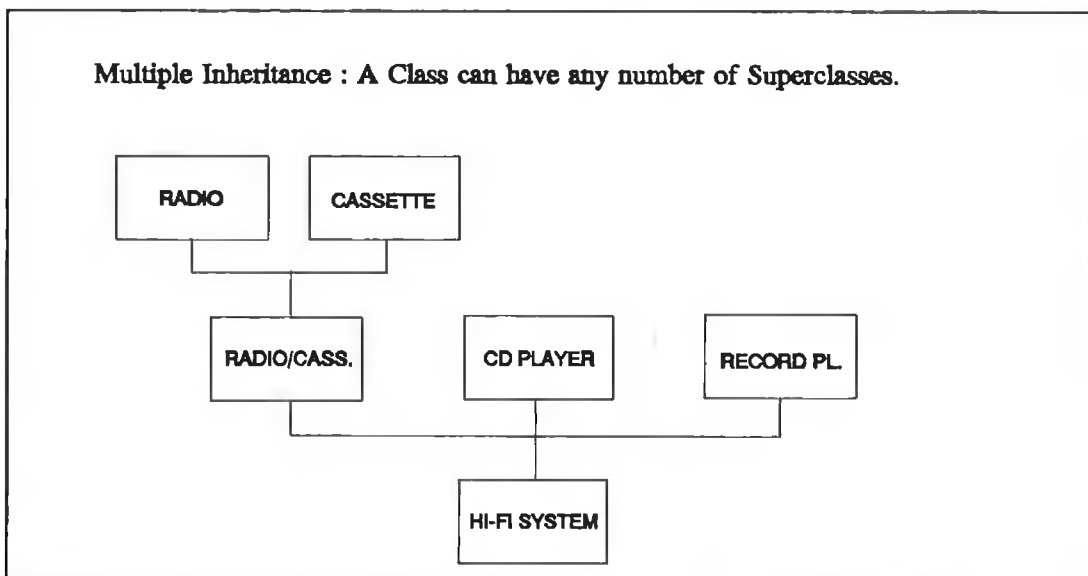 Multiple Inheritance : A Class can have any number of Superclasses.
RADIO
CASSETTE
RADIO/CASS.
CD PLAYER
RECORD PL.
HI-FI SYSTEM